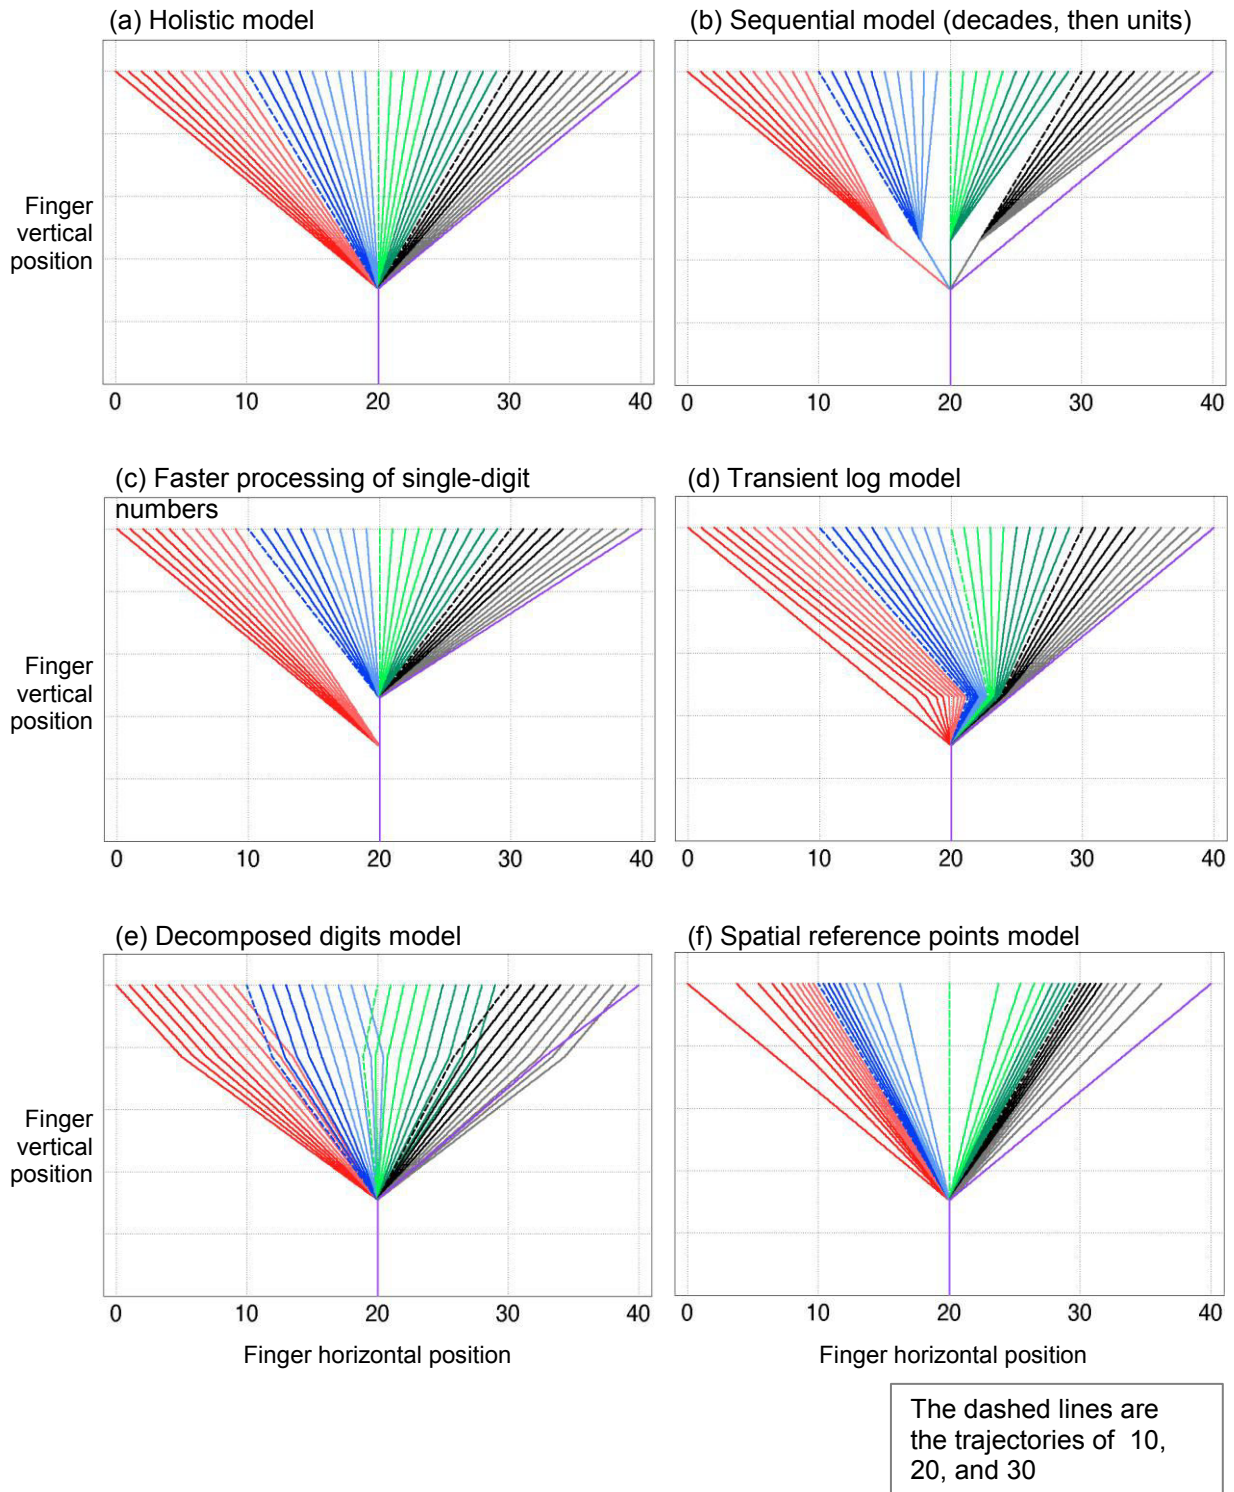 (a) Holistic model
(b) Sequential model (decades, then units)
Finger
vertical
position
0 10 20 30 40
0 10 20 30 40
(c) Faster processing of single-digit
numbers
(d) Transient log model
Finger
vertical
position
0 10 20 30 40
0 10 20 30 40
(e) Decomposed digits model
(f) Spatial reference points model
Finger
vertical
position
0 10 20 30 40
0 10 20 30 40
Finger horizontal position
Finger horizontal position
The dashed lines are
the trajectories of 10,
20, and 30